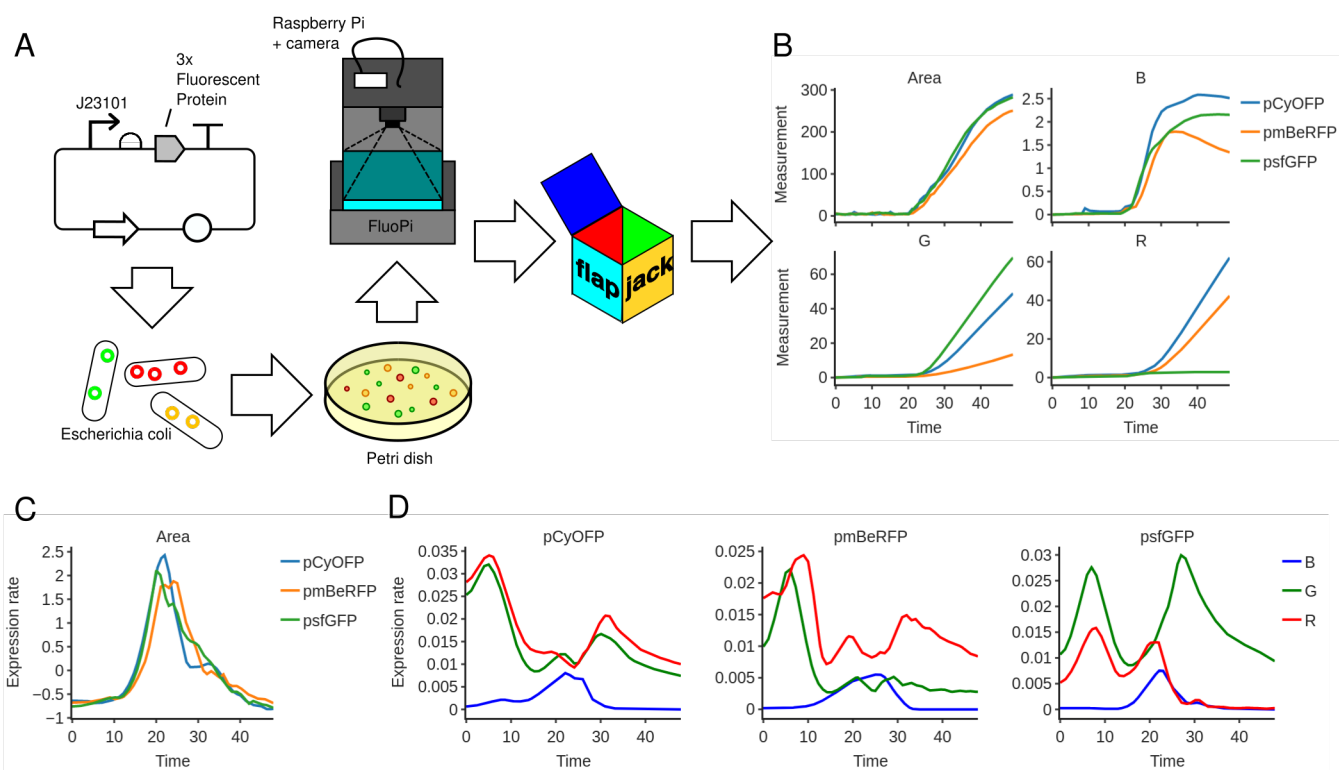 A
Raspberry Pi
+ camera
3x
Fluorescent
Protein
J23101
FluoPi
flap
jack
Escherichia coli
Petri dish
B
Area
B
Measurement
300
200
100
0
2.5
2
1.5
1
0.5
0
pCyOFP
pmBeRFP
psfGFP
G
R
Measurement
60
40
20
0
60
40
20
0
0 10 20 30 40
0 10 20 30 40
Time
Time
C
Area
Expression rate
2.5
2
1.5
1
0.5
0
−0.5
−1
0 10 20 30 40
Time
pCyOFP
pmBeRFP
psfGFP
D
pCyOFP
Expression rate
0.035
0.03
0.025
0.02
0.015
0.01
0.005
0
0 10 20 30 40
Time
pmBeRFP
0.025
0.02
0.015
0.01
0.005
0
0 10 20 30 40
Time
psfGFP
0.03
0.025
0.02
0.015
0.01
0.005
0
0 10 20 30 40
Time
B
G
R